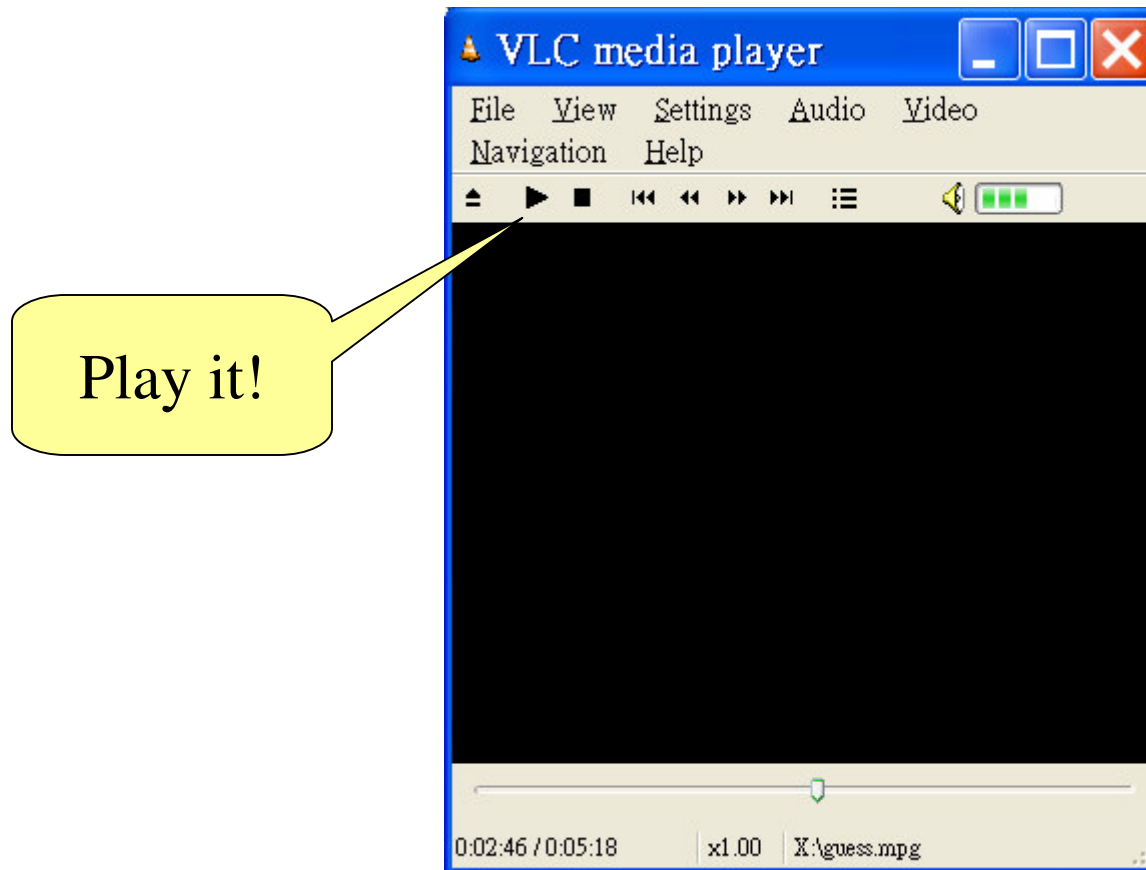 VLC media player
File View Settings Audio Video
Navigation Help
Play it!
0:02:46 / 0:05:18 x1.00 X:\guess.mpg